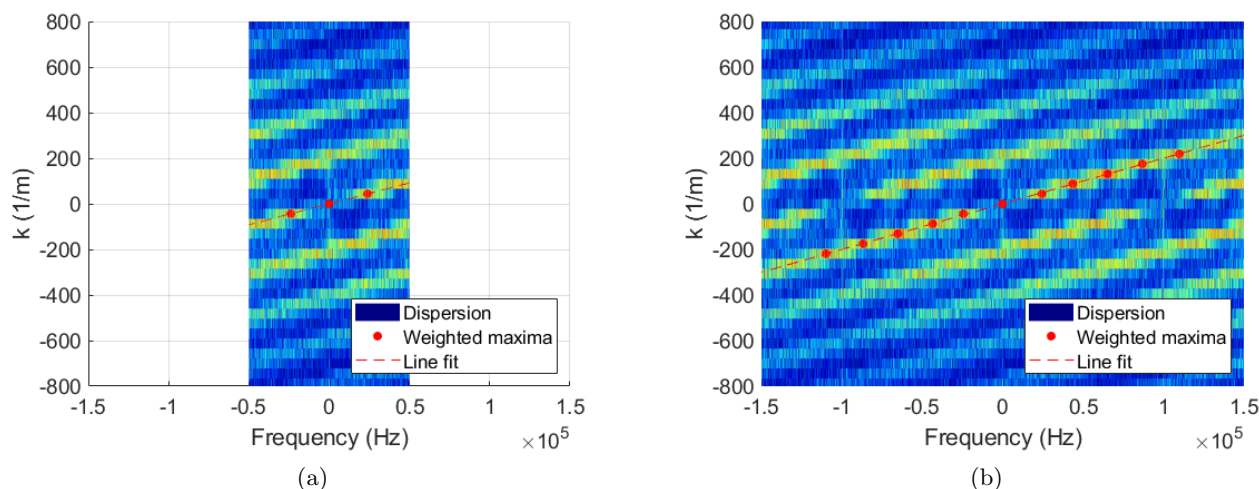 800
600
400
200
0
-200
-400
-600
-800
k (1/m)
-1.5 -1 -0.5 0 0.5 1 1.5
Frequency (Hz)
×10^5
Dispersion
Weighted maxima
Line fit
(a)
800
600
400
200
0
-200
-400
-600
-800
k (1/m)
-1.5 -1 -0.5 0 0.5 1 1.5
Frequency (Hz)
×10^5
Dispersion
Weighted maxima
Line fit
(b)